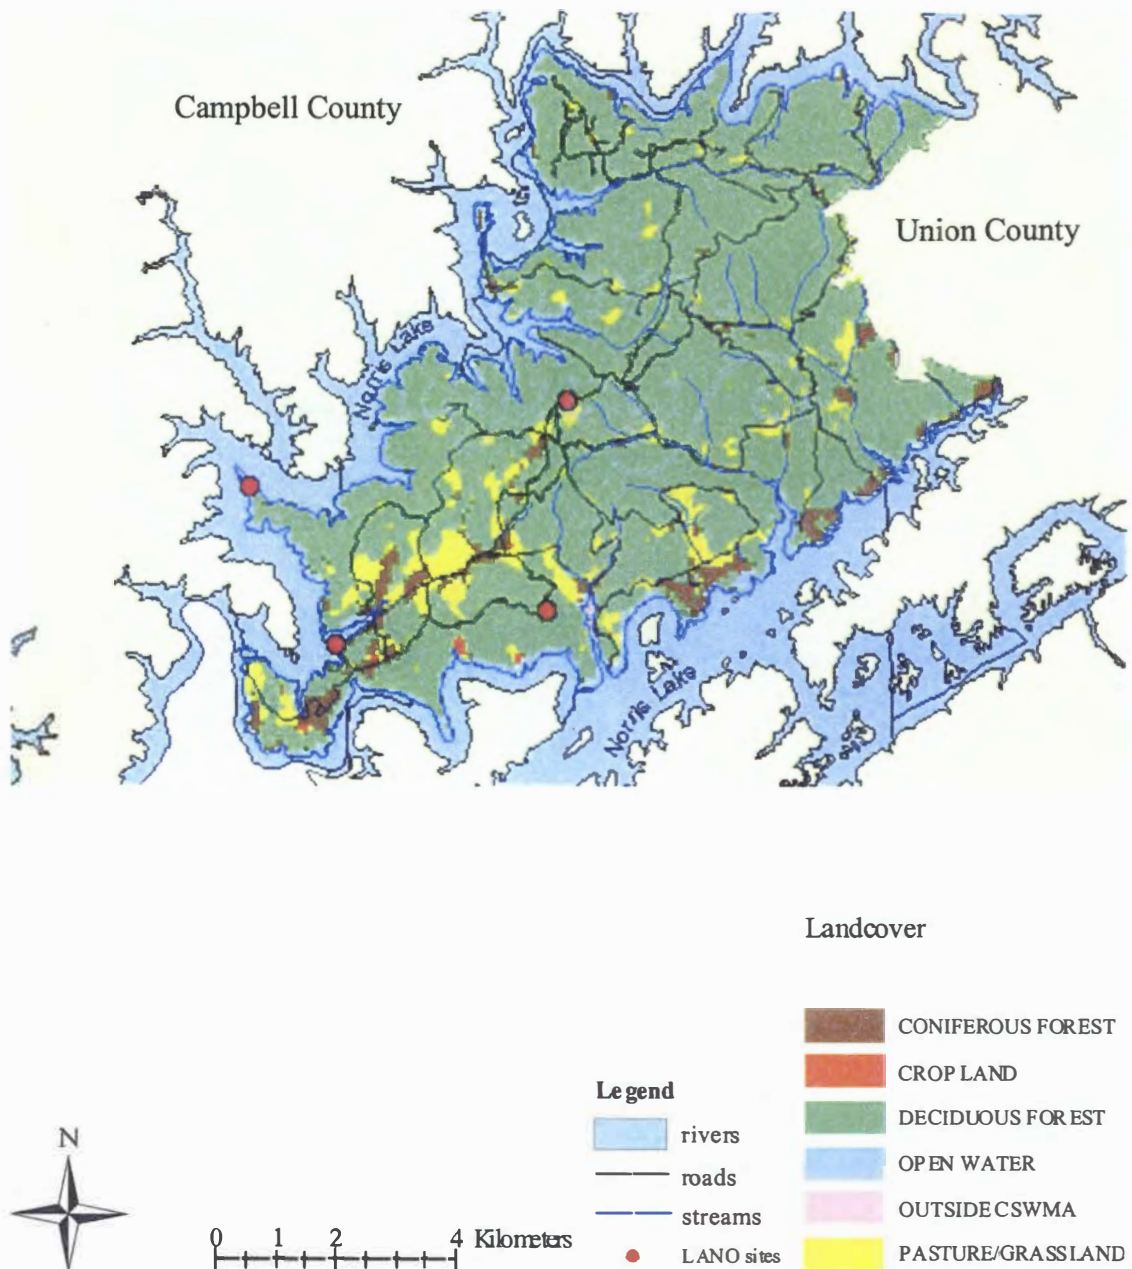 Campbell County
Union County
Norris Lake
Norris Lake
Landcover
CONIFEROUS FOREST
CROP LAND
DECIDUOUS FOREST
OPEN WATER
OUTSIDE CSWMA
PASTURE/GRASSLAND
Legend
rivers
roads
streams
LANO sites
N
0 1 2 4 Kilometers